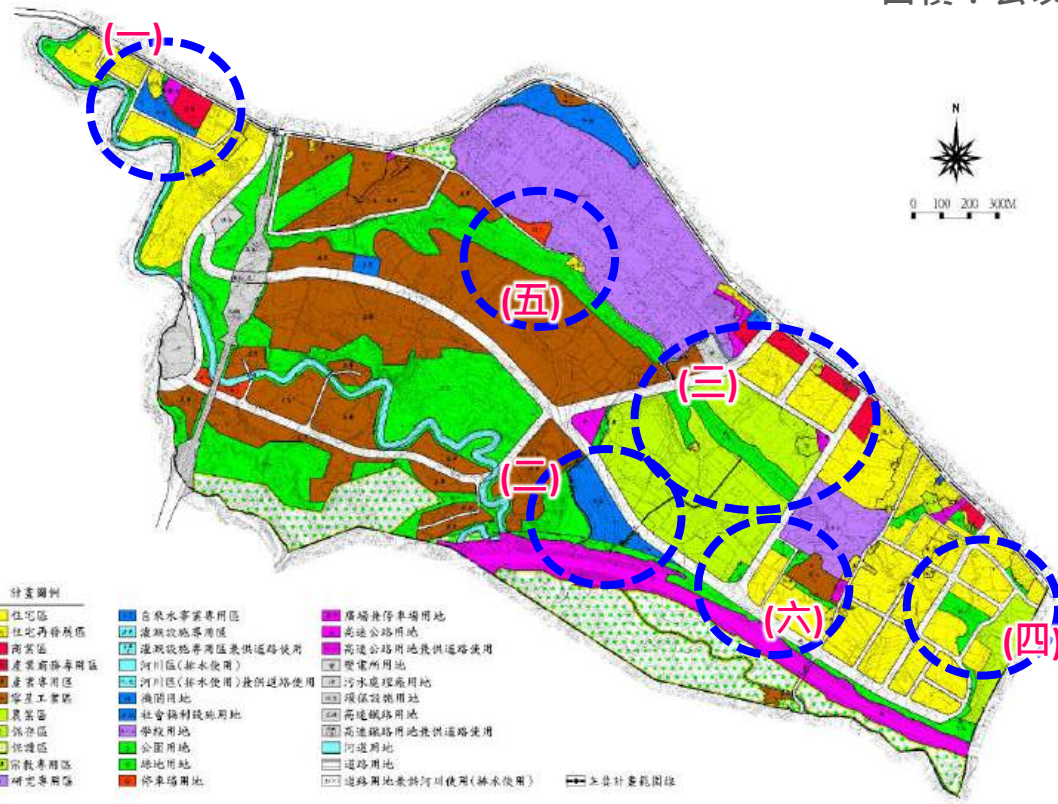 (一)
N
0 100 200 300M
(五)
(三)
(二)
(六)
(四)
計畫圖例
住宅區
住宅再發展區
商業區
產業服務專用區
產業專用區
零星工業區
農業區
保存區
保護區
宗教專用區
研究專用區
自來水事業專用區
灌溉設施專用區
灌溉設施專用區兼供道路使用
河川區(排水使用)
河川區(排水使用)兼供道路使用
機關用地
社會福利設施用地
學校用地
公園用地
綠地用地
停車場用地
廣場兼停車場用地
高速公路用地
高速公路用地兼供道路使用
變電所用地
污水處理廠用地
環保設施用地
高速鐵路用地
高速鐵路用地兼供道路使用
河道用地
道路用地
道路用地兼供河川使用(排水使用)
主要計畫範圍線